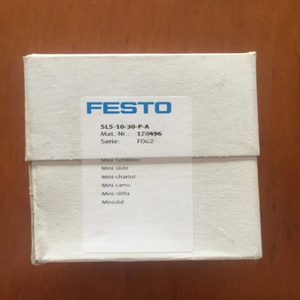 FESTO
SLS-10-30-P-A
Mat.-Nr.: 170496
Serie: F002
Mini-Schlitten
Mini slide
Mini-chariot
Mini carro
Mini-slitta
Minislid